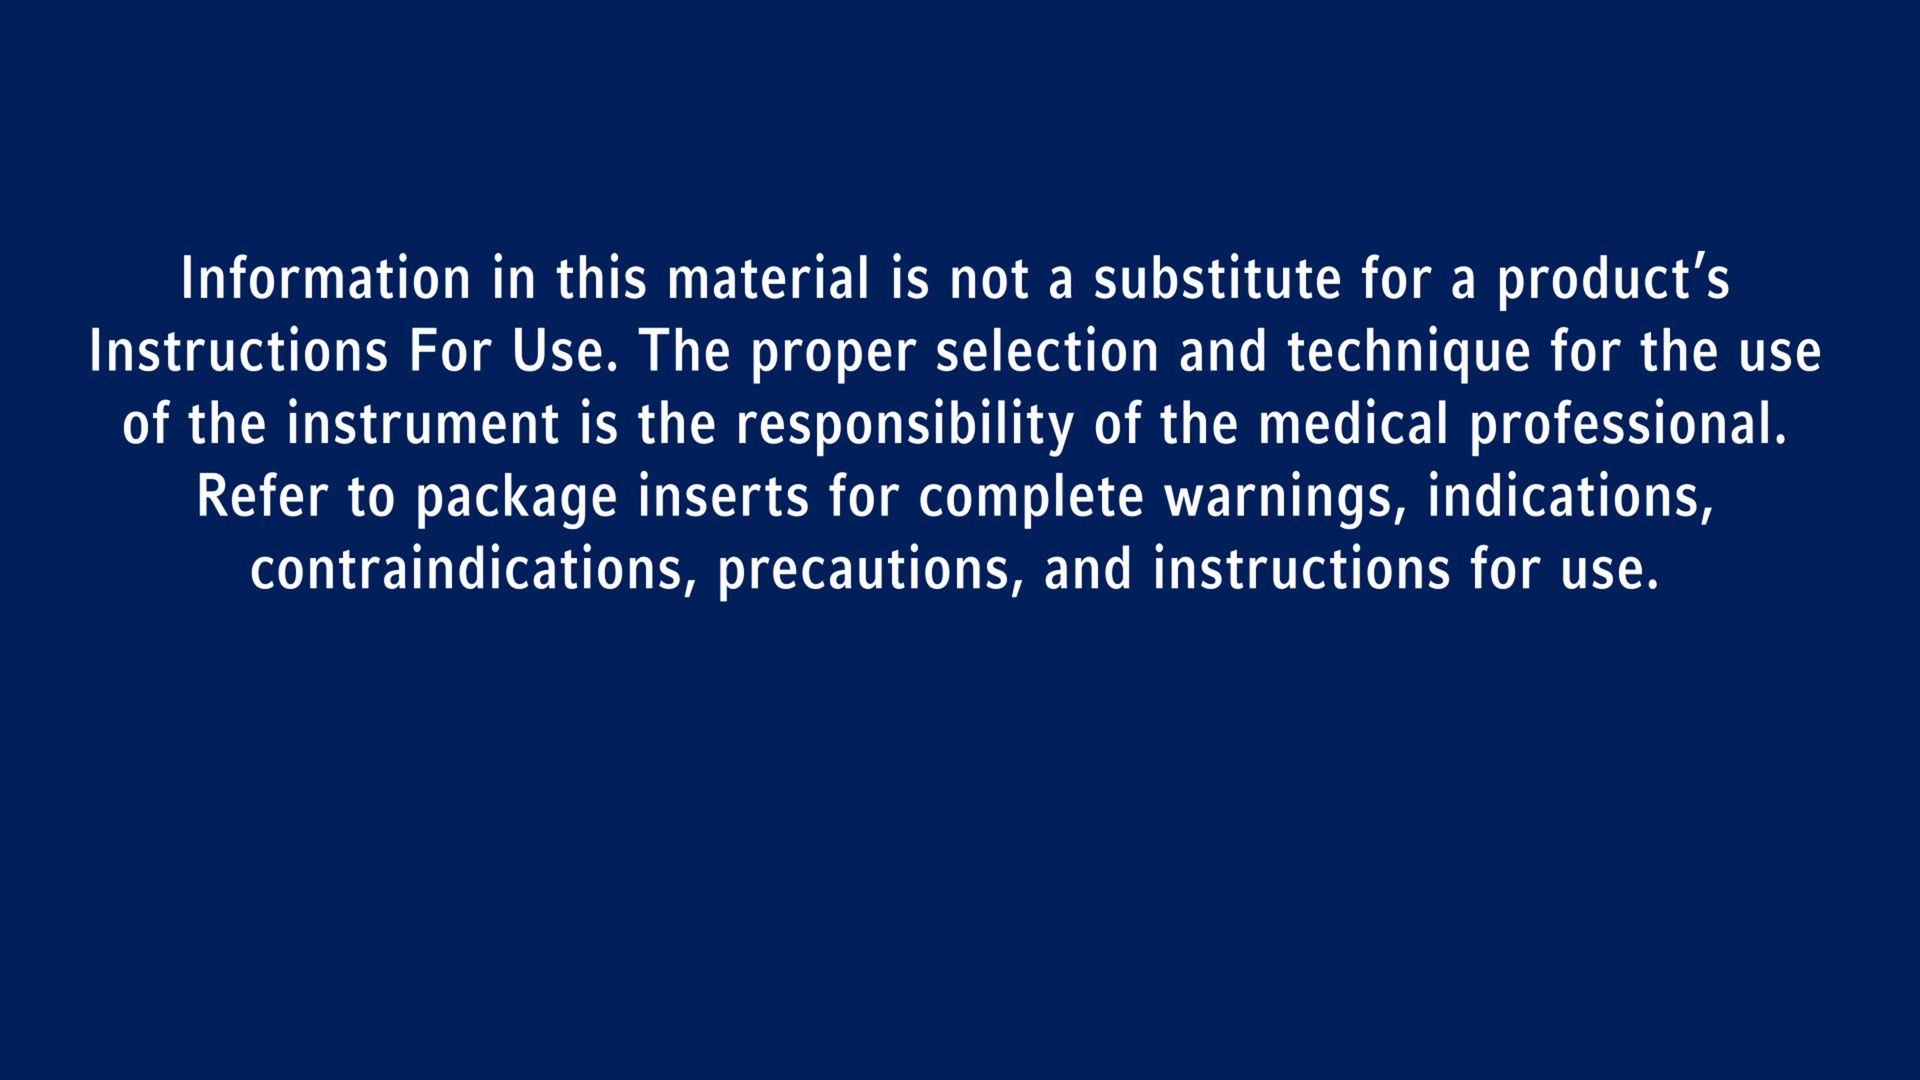 Information in this material is not a substitute for a product’s
Instructions For Use. The proper selection and technique for the use
of the instrument is the responsibility of the medical professional.
Refer to package inserts for complete warnings, indications,
contraindications, precautions, and instructions for use.